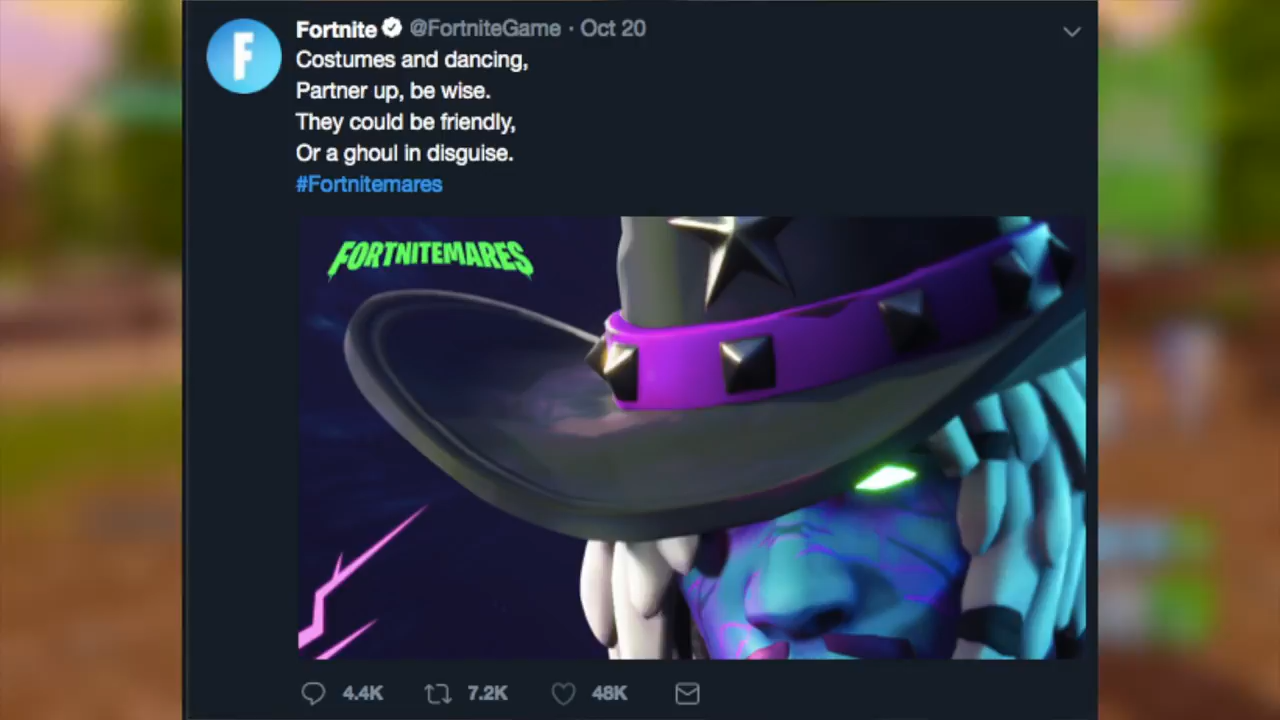 Fortnite @FortniteGame · Oct 20
Costumes and dancing,
Partner up, be wise.
They could be friendly,
Or a ghoul in disguise.
#Fortnitemares
FORTNITEMARES
4.4K 7.2K 48K